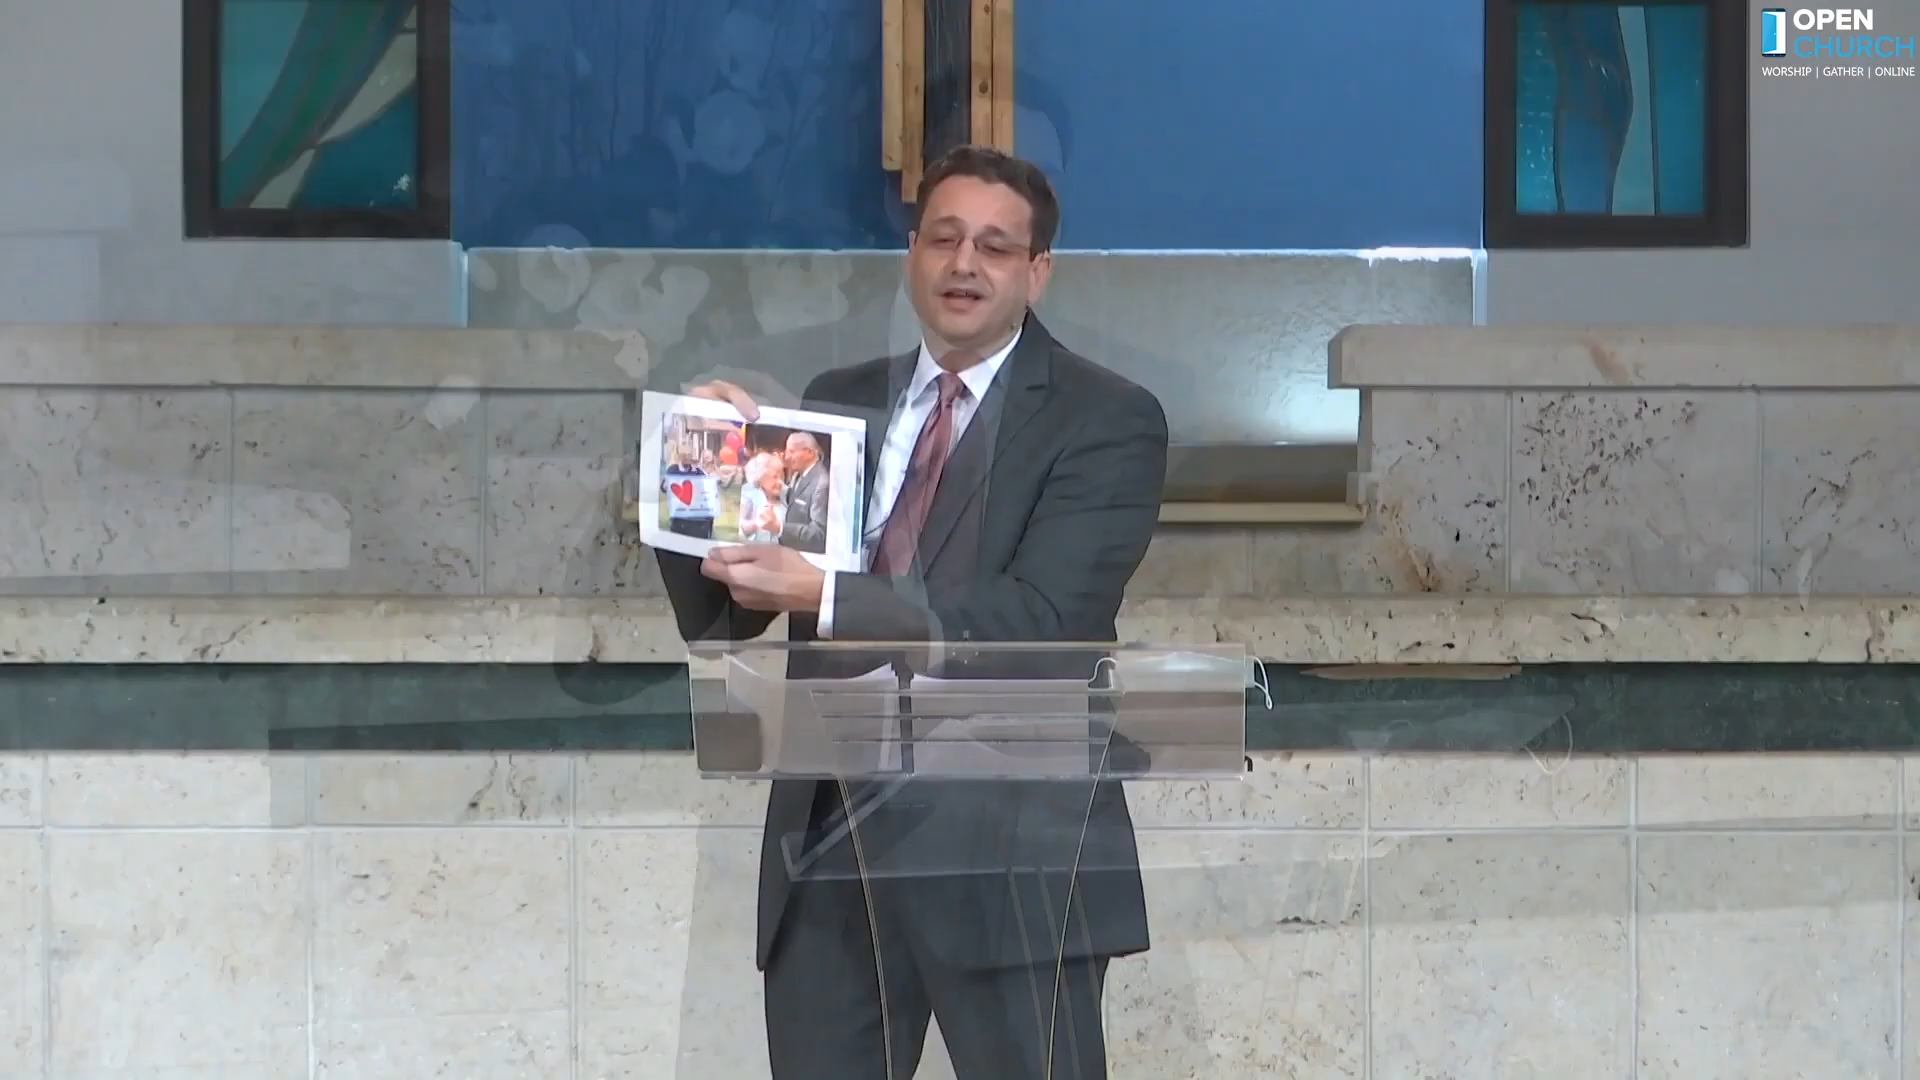 OPEN
CHURCH
WORSHIP | GATHER | ONLINE